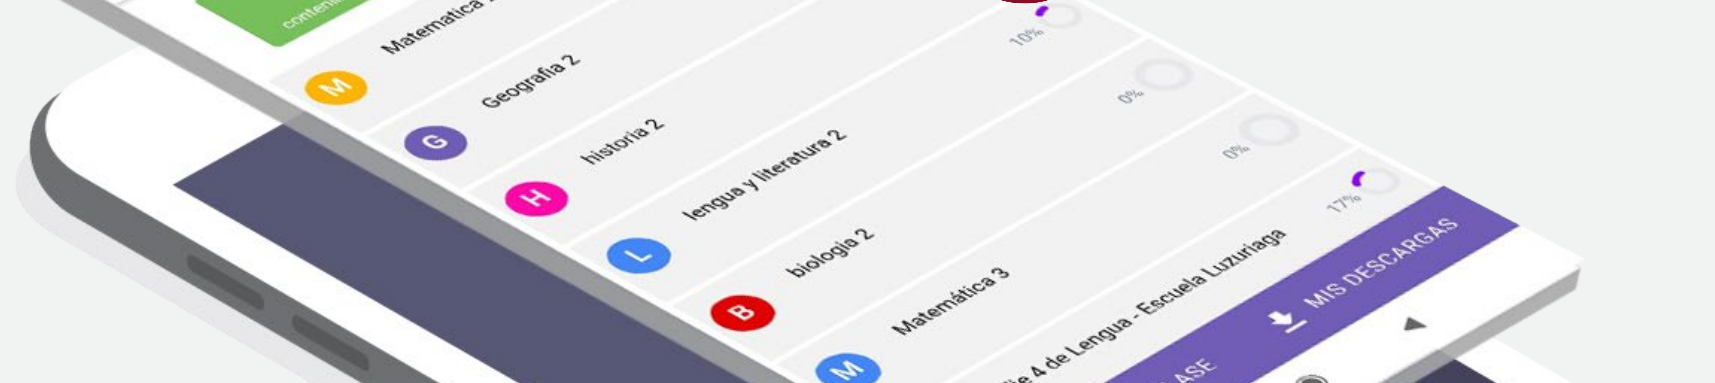 M
Matematica
G
Geografia 2
H
historia 2
10%
L
lengua y literatura 2
0%
B
biologia 2
0%
M
Matemática 3
17%
4 de Lengua - Escuela Luzuriaga
MIS DESCARGAS